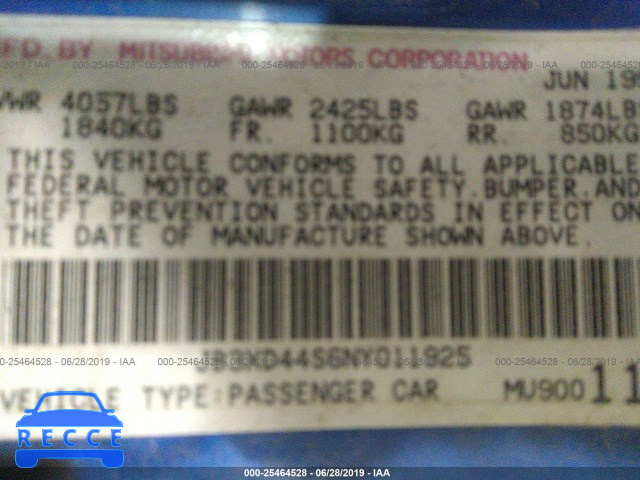 MFD. BY MITSUBISHI MOTORS CORPORATION
JUN 19
VWR 4057LBS GAWR 2425LBS GAWR 1874LB
1840KG FR. 1100KG RR. 850KG
THIS VEHICLE CONFORMS TO ALL APPLICABLE
FEDERAL MOTOR VEHICLE SAFETY.BUMPER.AND
THEFT PREVENTION STANDARDS IN EFFECT ON
THE DATE OF MANUFACTURE SHOWN ABOVE.
000-25464528 - 06/28/2019 - IAA
VEHICLE TYPE:PASSENGER CAR MU900 11
RECCE
000-25464528 - 06/28/2019 - IAA